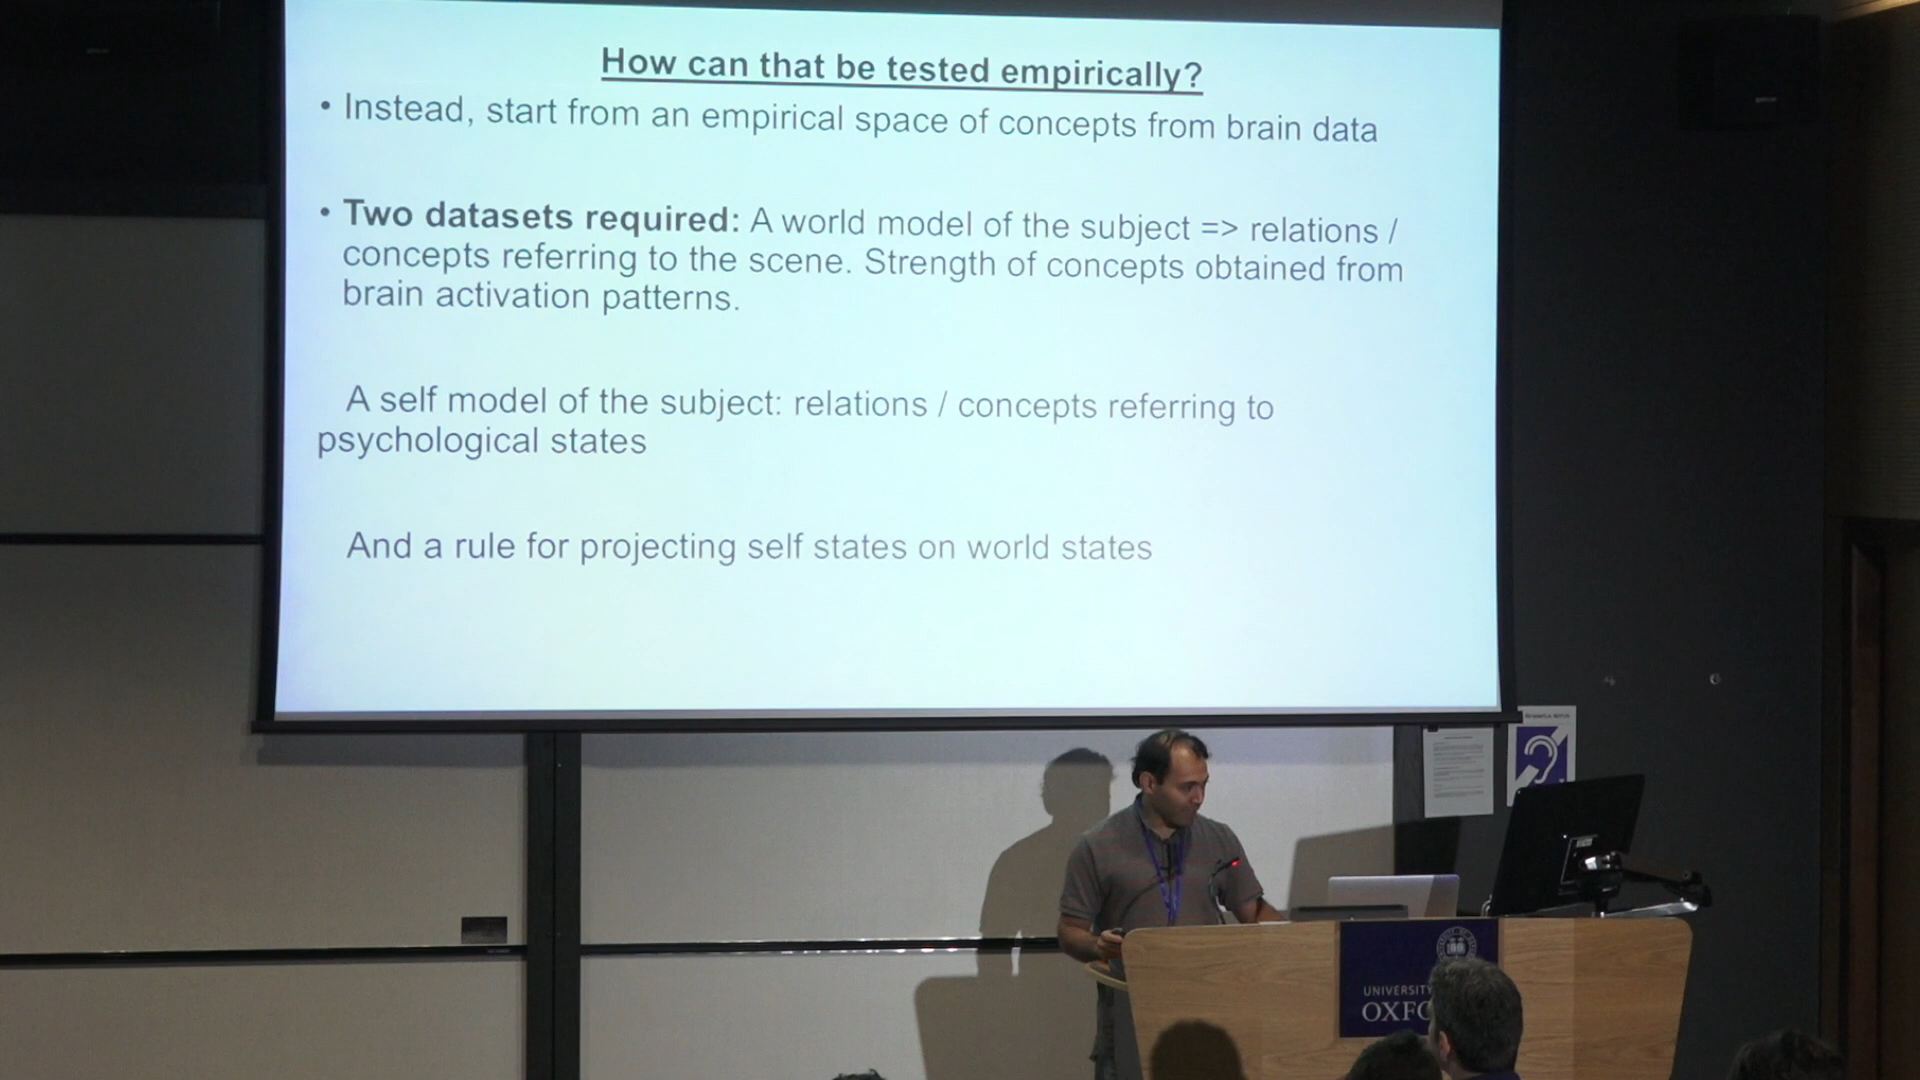 How can that be tested empirically?
• Instead, start from an empirical space of concepts from brain data
• Two datasets required: A world model of the subject => relations /
concepts referring to the scene. Strength of concepts obtained from
brain activation patterns.
A self model of the subject: relations / concepts referring to
psychological states
And a rule for projecting self states on world states
UNIVERSITY
OXFO